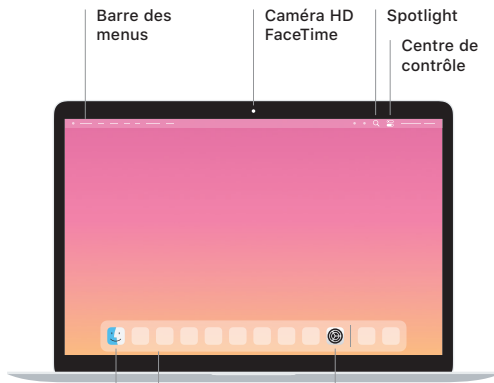 Barre des
menus
Caméra HD
FaceTime
Spotlight
Centre de
contrôle